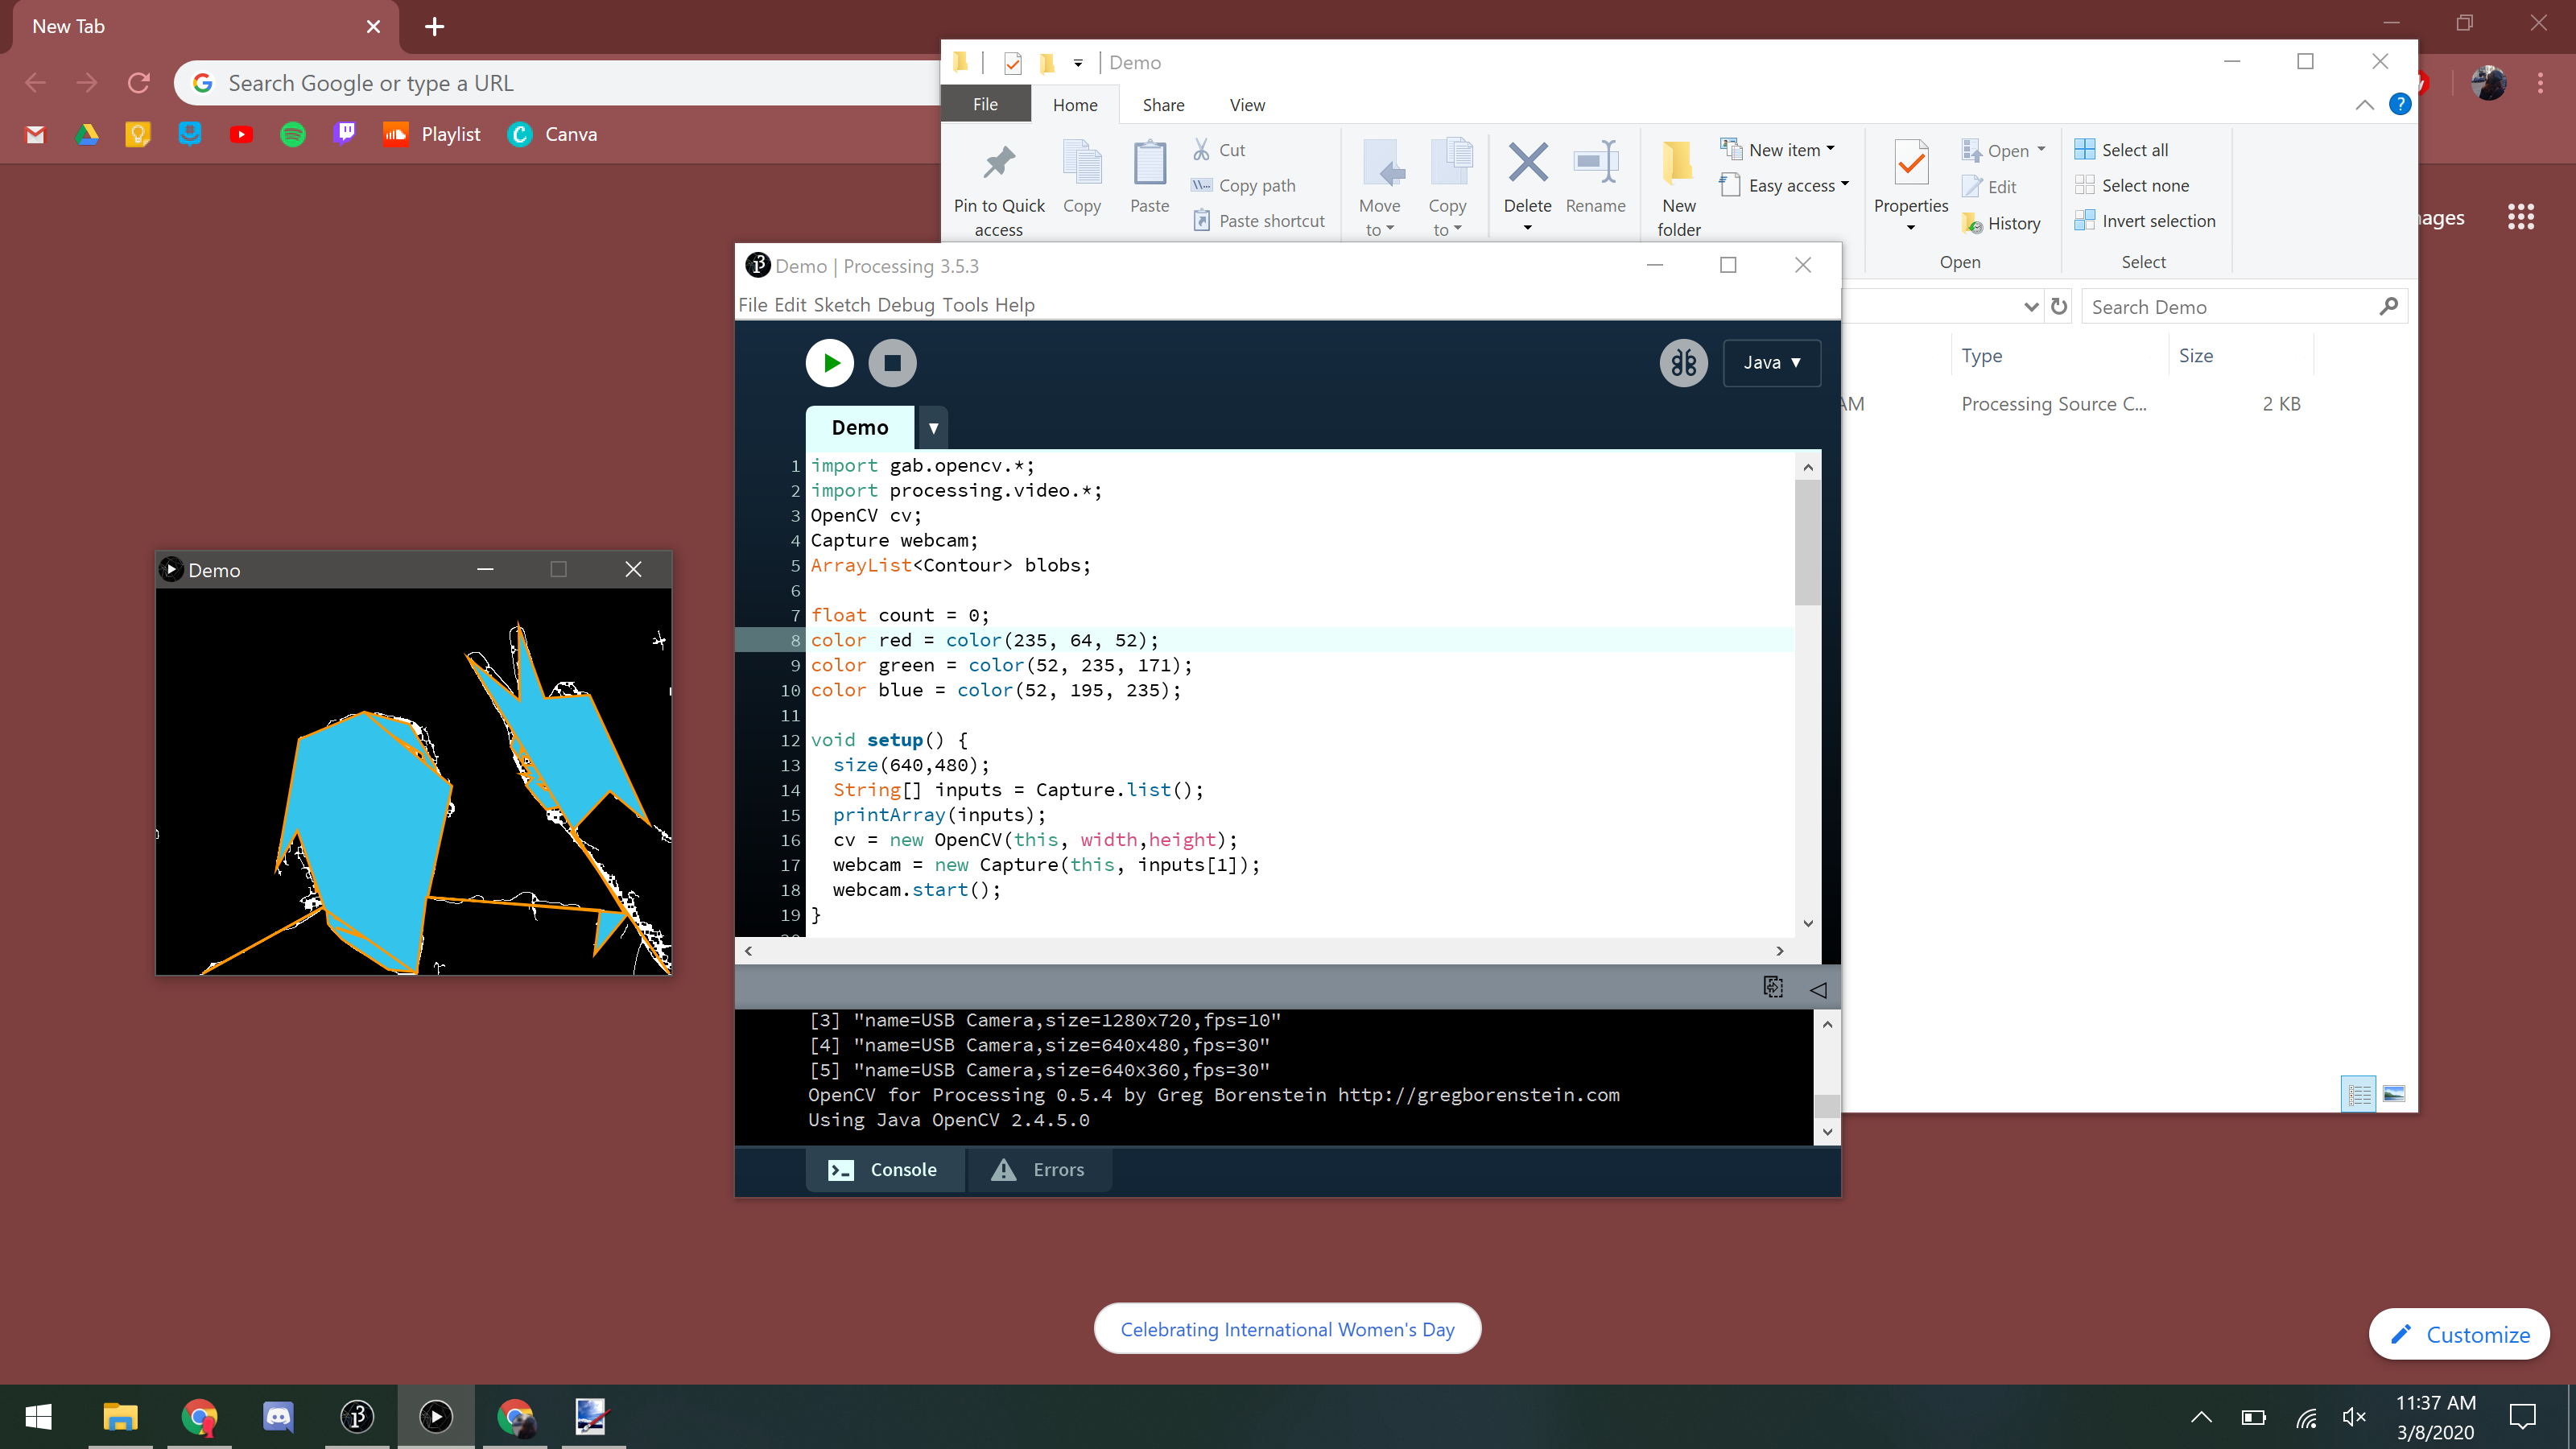 New Tab
Search Google or type a URL
Playlist
Canva
ages
Demo
File
Home
Share
View
Pin to Quick access
Copy
Paste
Cut
Copy path
Paste shortcut
Move to
Copy to
Delete
Rename
New folder
New item
Easy access
Properties
Open
Edit
History
Open
Select all
Select none
Invert selection
Select
Search Demo
Type
Size
AM
Processing Source C...
2 KB
Demo | Processing 3.5.3
File Edit Sketch Debug Tools Help
Java ▼
Demo
1 import gab.opencv.*;
2 import processing.video.*;
3 OpenCV cv;
4 Capture webcam;
5 ArrayList<Contour> blobs;
6
7 float count = 0;
8 color red = color(235, 64, 52);
9 color green = color(52, 235, 171);
10 color blue = color(52, 195, 235);
11
12 void setup() {
13 size(640,480);
14 String[] inputs = Capture.list();
15 printArray(inputs);
16 cv = new OpenCV(this, width,height);
17 webcam = new Capture(this, inputs[1]);
18 webcam.start();
19 }
[3] "name=USB Camera,size=1280x720,fps=10"
[4] "name=USB Camera,size=640x480,fps=30"
[5] "name=USB Camera,size=640x360,fps=30"
OpenCV for Processing 0.5.4 by Greg Borenstein http://gregborenstein.com
Using Java OpenCV 2.4.5.0
Console
Errors
Demo
Celebrating International Women's Day
Customize
11:37 AM
3/8/2020